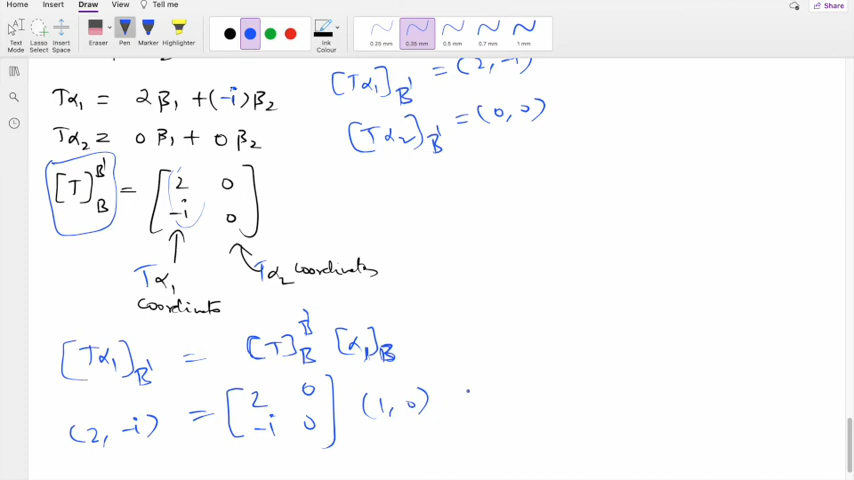 Home Insert Draw View Tell me Share
Text Mode Lasso Select Insert Space Eraser Pen Marker Highlighter Ink Colour 0.25 mm 0.35 mm 0.5 mm 0.7 mm 1 mm
[Tα₁]_B' = (2, -i)
Tα₁ = 2β₁ + (-i)β₂
[Tα₂]_B' = (0, 0)
Tα₂ = 0β₁ + 0β₂
[T]_B^B' = [2 0
-i 0]
Tα₁ coordinates
Tα₂ coordinates
[Tα₁]_B' = [T]_B^B' [α₁]_B
(2, -i) = [2 0
-i 0] (1, 0)